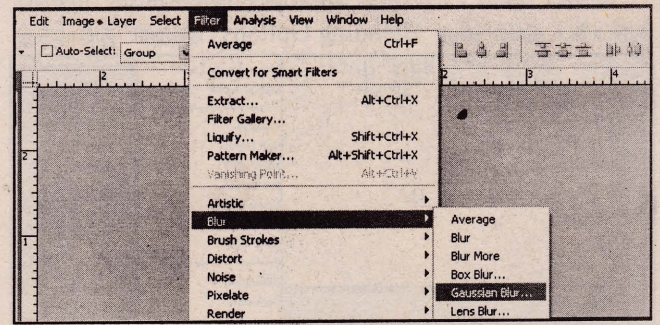 Edit Image Layer Select Filter Analysis View Window Help
Auto-Select: Group
Average Ctrl+F
Convert for Smart Filters
2 2 3 4
Extract... Alt+Ctrl+X
Filter Gallery...
Liquify... Shift+Ctrl+X
Pattern Maker... Alt+Shift+Ctrl+X
2
Vanishing Point... Alt+Ctrl+V
Artistic
Blur Average
Brush Strokes Blur
1
Distort Blur More
Noise Box Blur...
Pixelate Gaussian Blur...
Render Lens Blur...